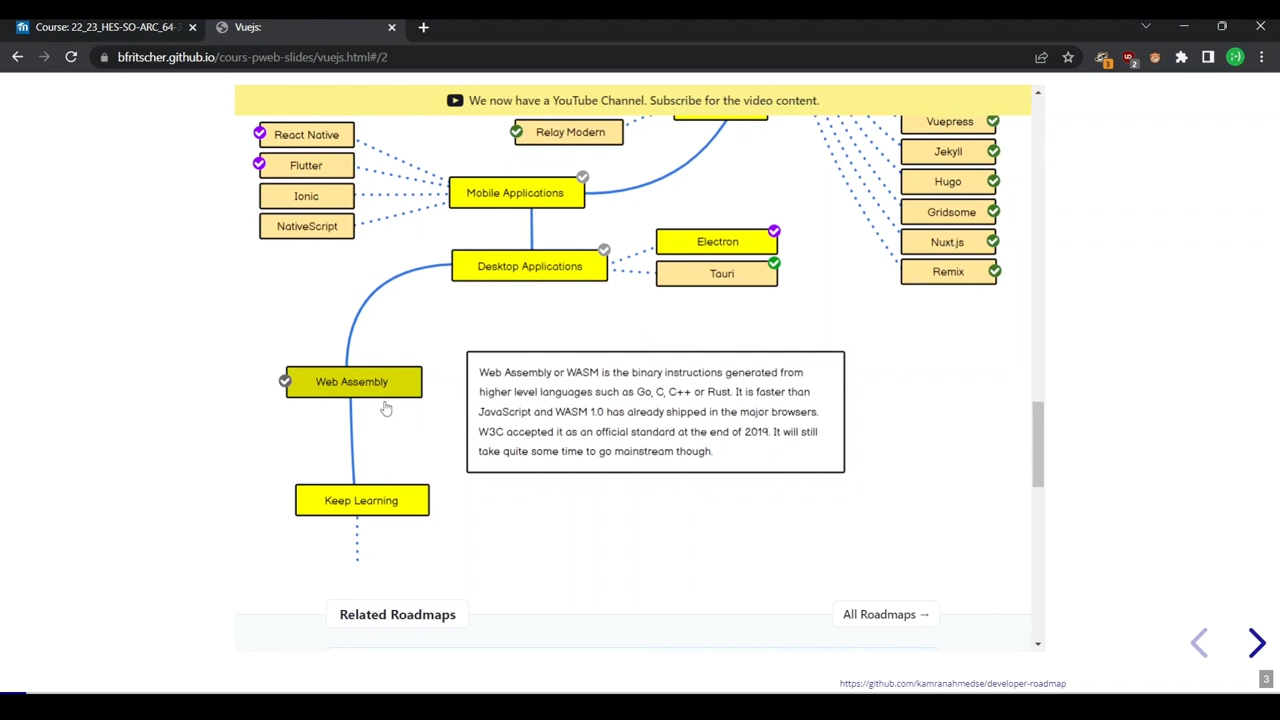 Course: 22_23_HES-SO-ARC_64-3
Vuejs:
bfritscher.github.io/cours-pweb-slides/vuejs.html#/2
3
2
We now have a YouTube Channel. Subscribe for the video content.
React Native
Flutter
Ionic
NativeScript
Relay Modern
Mobile Applications
Desktop Applications
Electron
Tauri
Vuepress
Jekyll
Hugo
Gridsome
Nuxt.js
Remix
Web Assembly
Web Assembly or WASM is the binary instructions generated from
higher level languages such as Go, C, C++ or Rust. It is faster than
JavaScript and WASM 1.0 has already shipped in the major browsers.
W3C accepted it as an official standard at the end of 2019. It will still
take quite some time to go mainstream though.
Keep Learning
Related Roadmaps
All Roadmaps →
https://github.com/kamranahmedse/developer-roadmap
3